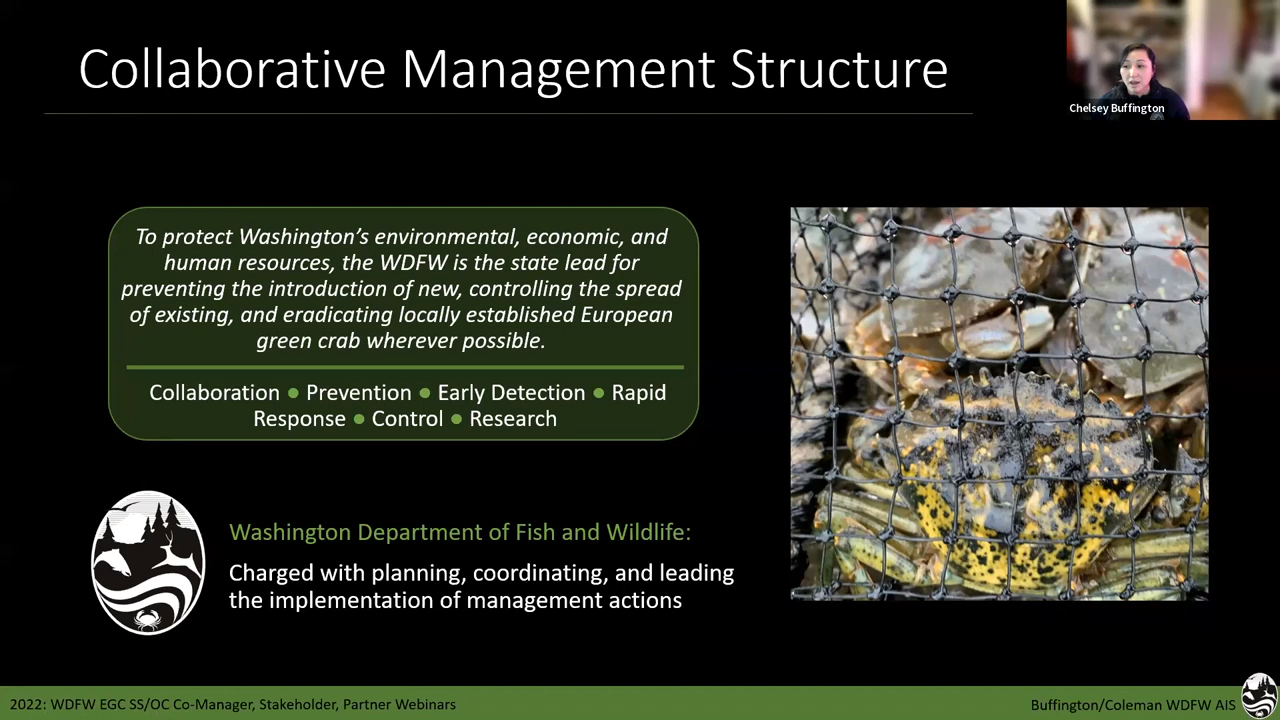 Collaborative Management Structure
Chelsey Buffington
To protect Washington's environmental, economic, and
human resources, the WDFW is the state lead for
preventing the introduction of new, controlling the spread
of existing, and eradicating locally established European
green crab wherever possible.
Collaboration ● Prevention ● Early Detection ● Rapid
Response ● Control ● Research
Washington Department of Fish and Wildlife:
Charged with planning, coordinating, and leading
the implementation of management actions
2022: WDFW EGC SS/OC Co-Manager, Stakeholder, Partner Webinars
Buffington/Coleman WDFW AIS